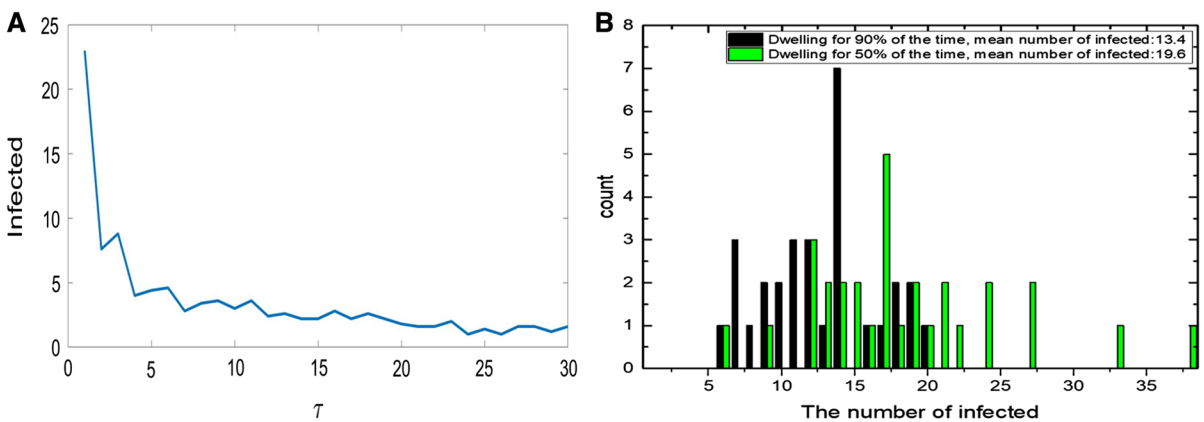 A
25
20
15
10
5
0
Infected
0 5 10 15 20 25 30
τ
B
8
7
6
5
4
3
2
1
0
count
Dwelling for 90% of the time, mean number of infected:13.4
Dwelling for 50% of the time, mean number of infected:19.6
5 10 15 20 25 30 35
The number of infected